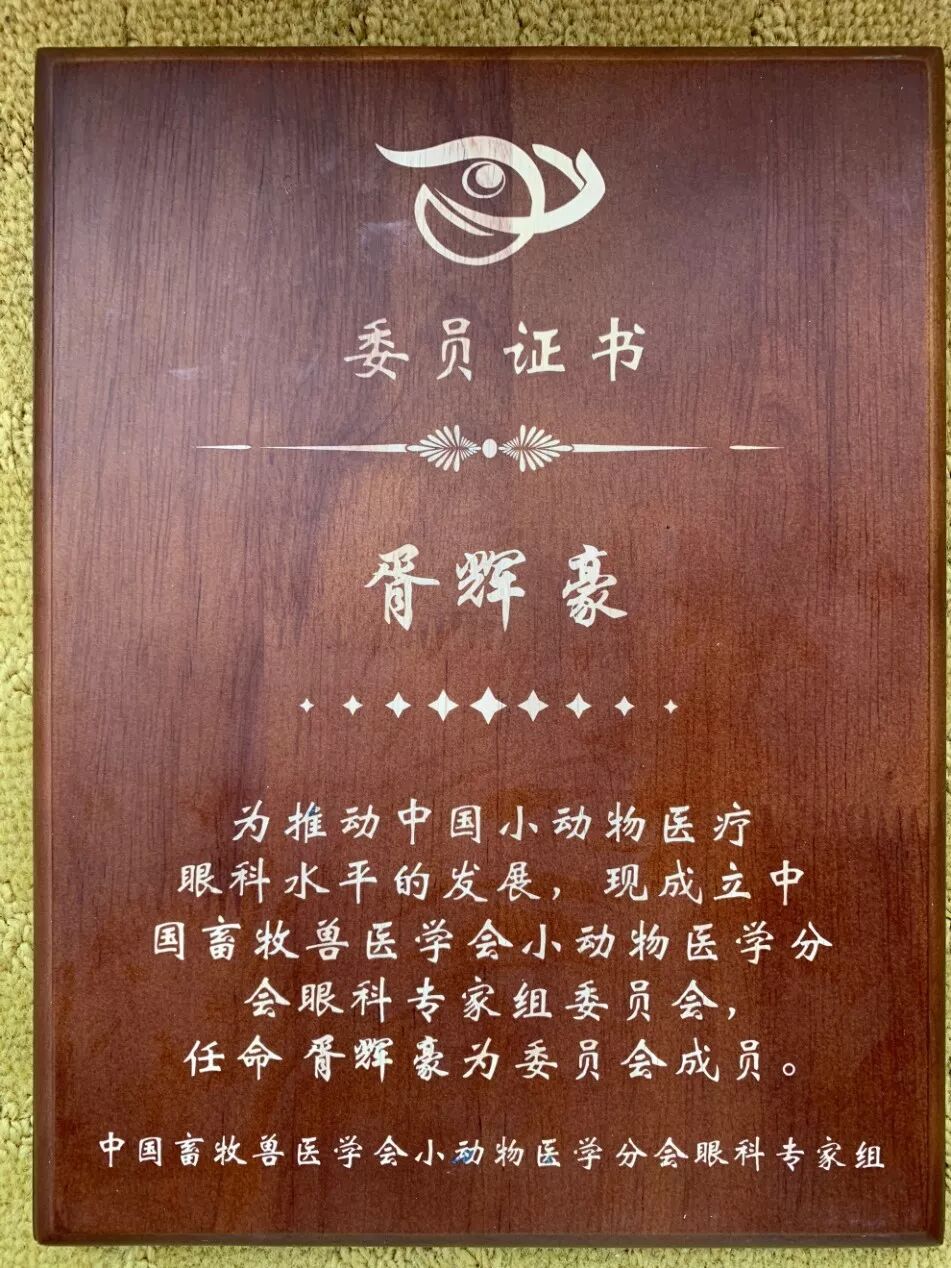 委员证书
胥辉豪
为推动中国小动物医疗
眼科水平的发展，现成立中
国畜牧兽医学会小动物医学分
会眼科专家组委员会，
任命胥辉豪为委员会成员。
中国畜牧兽医学会小动物医学分会眼科专家组